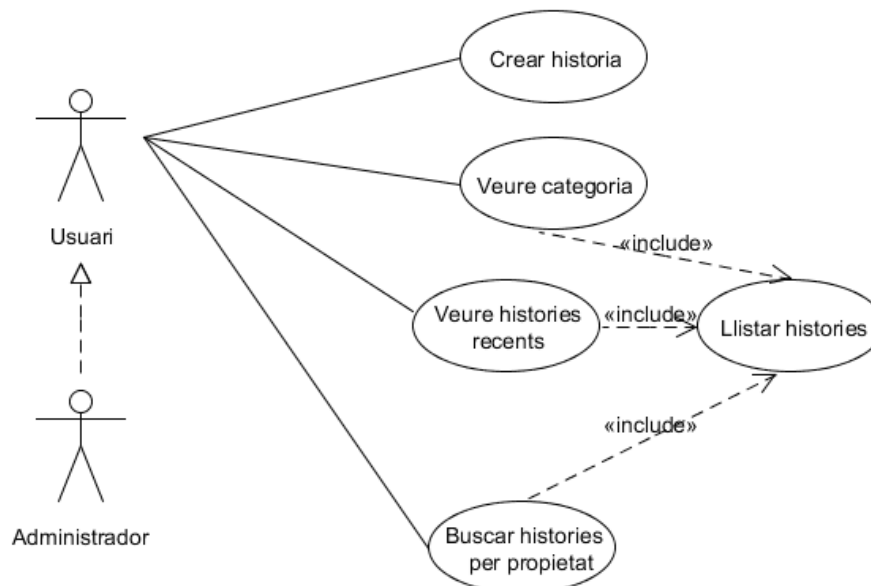 Crear historia
Veure categoria
Usuari
«include»
Veure histories
recents
«include»
Llistar histories
«include»
Administrador
Buscar histories
per propietat